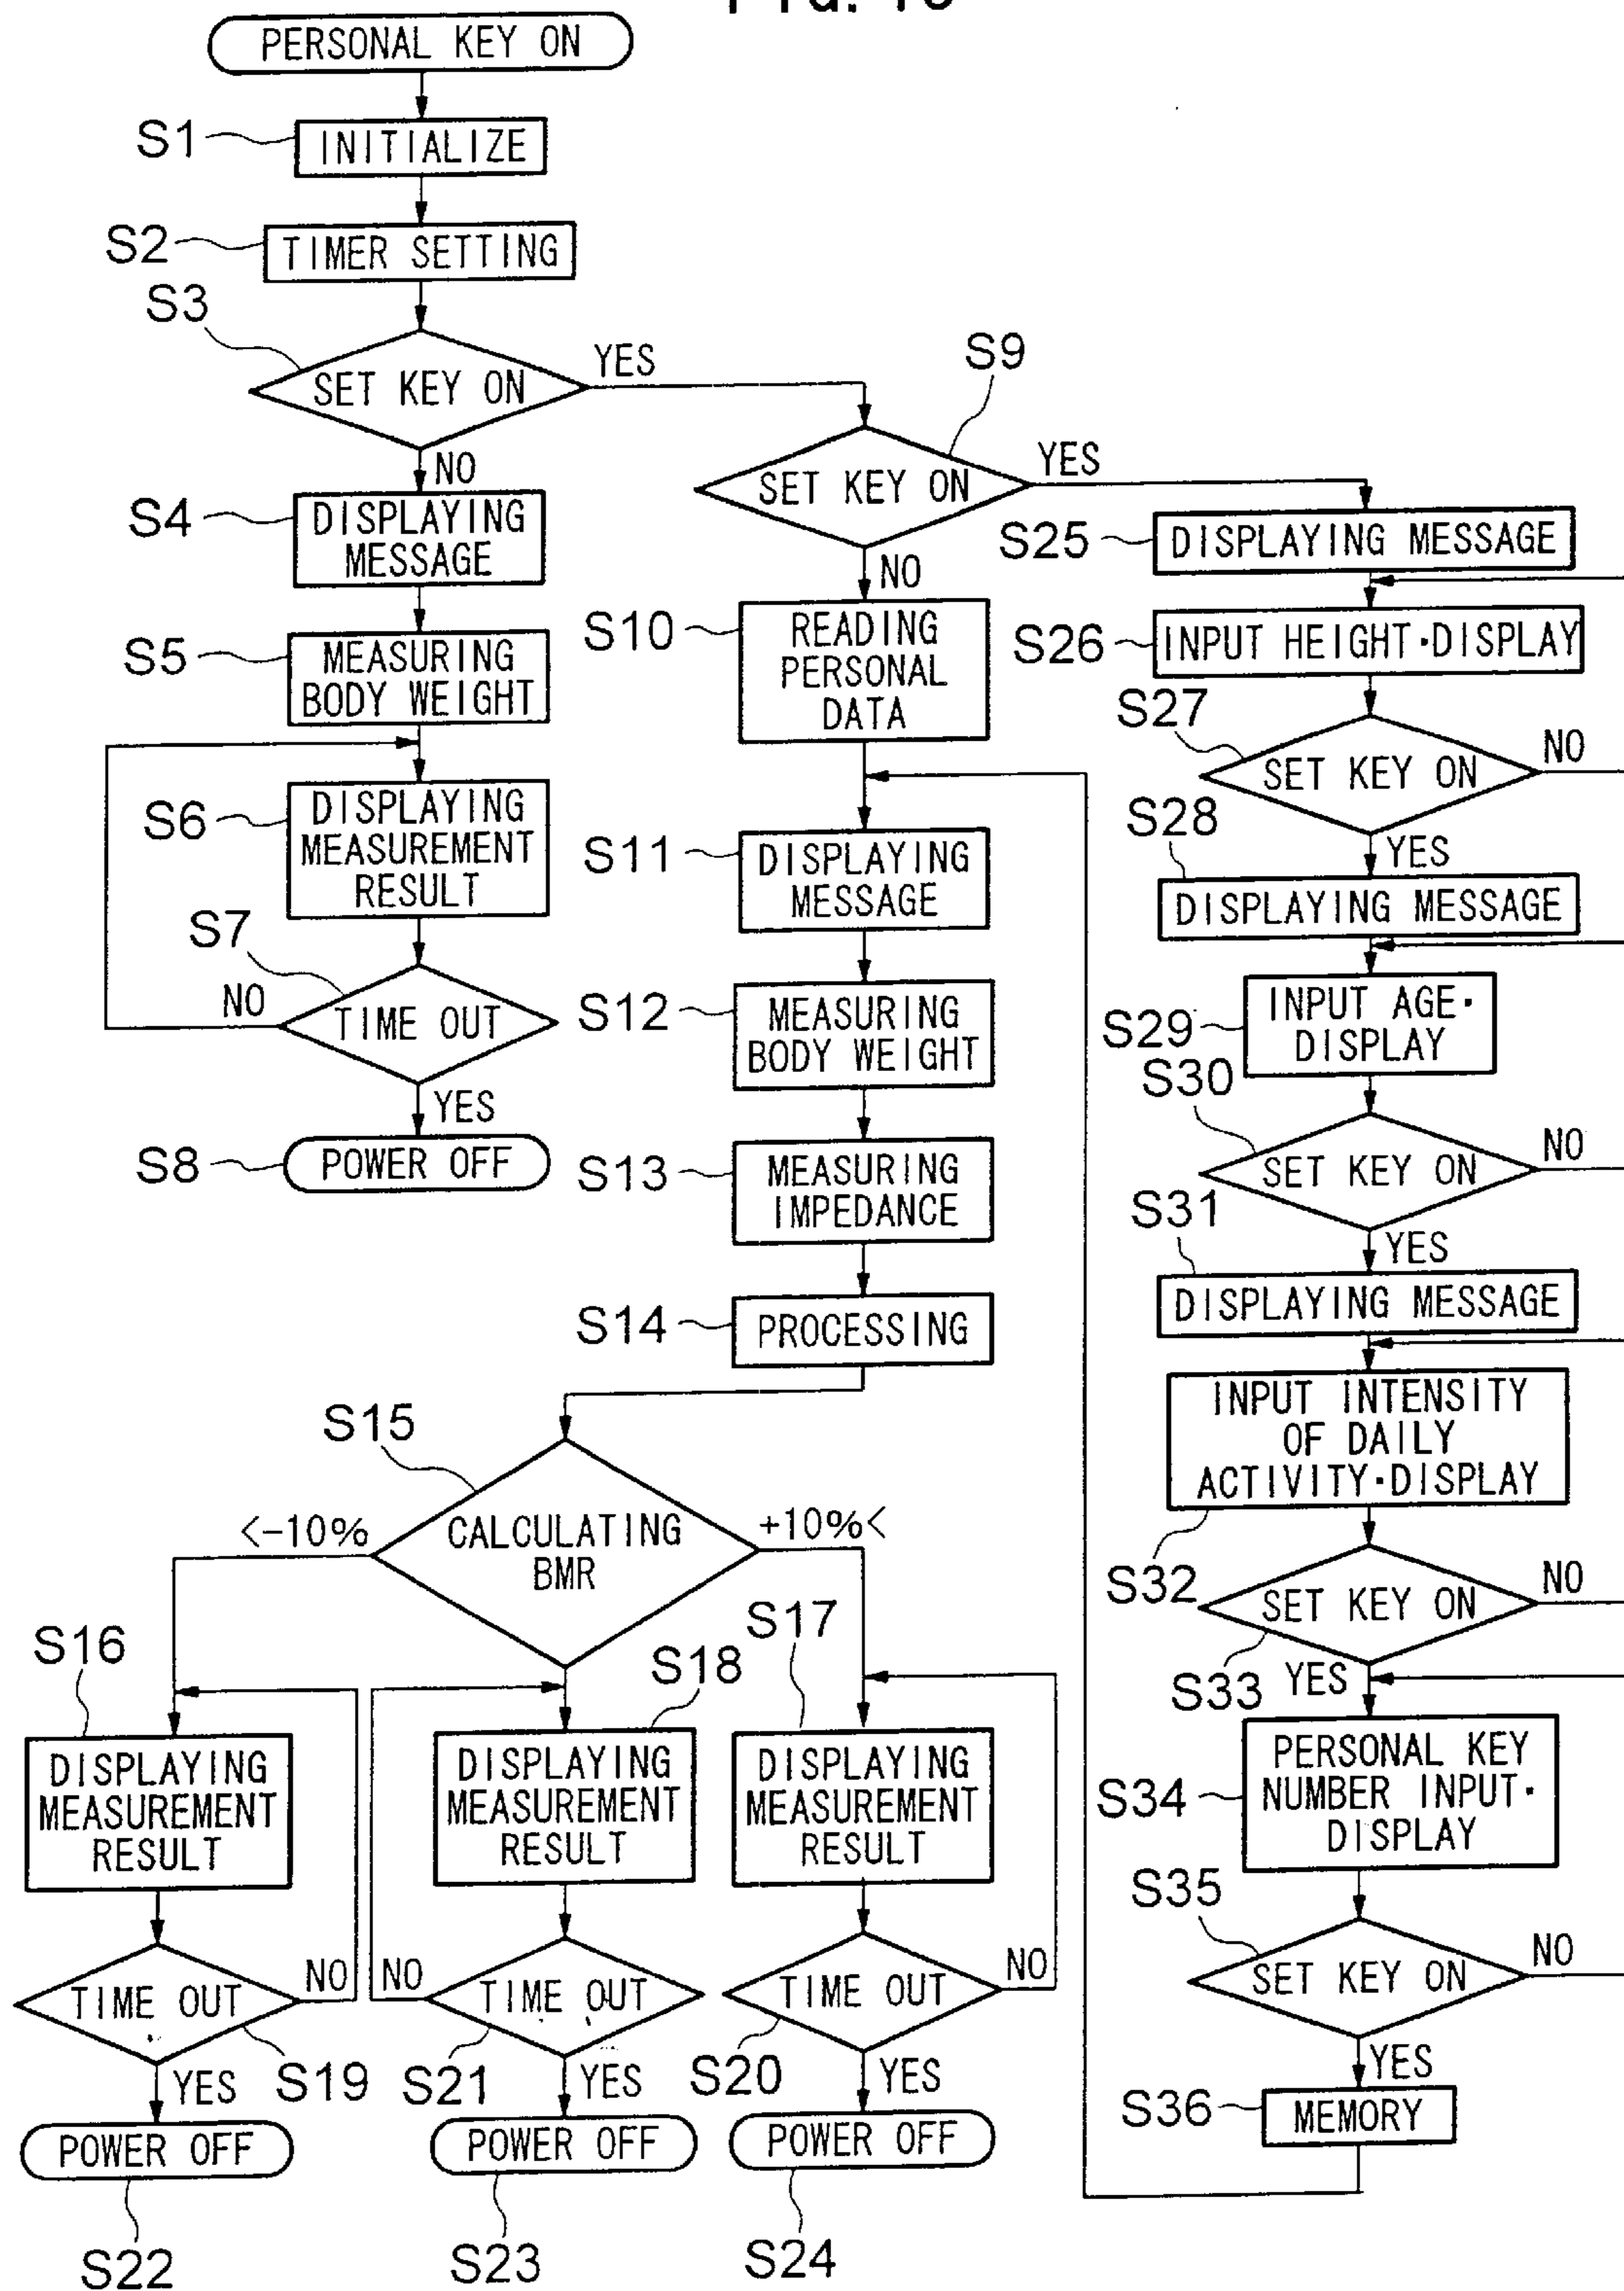 FIG.
PERSONAL KEY ON
S1
INITIALIZE
S2
TIMER SETTING
S3
SET KEY ON
YES
NO
S4
DISPLAYING
MESSAGE
S5
MEASURING
BODY WEIGHT
S6
DISPLAYING
MEASUREMENT
RESULT
S7
NO
TIME OUT
YES
S8
POWER OFF
S9
SET KEY ON
YES
NO
S10
READING
PERSONAL
DATA
S11
DISPLAYING
MESSAGE
S12
MEASURING
BODY WEIGHT
S13
MEASURING
IMPEDANCE
S14
PROCESSING
S15
<-10%
CALCULATING
BMR
+10%<
S16
DISPLAYING
MEASUREMENT
RESULT
TIME OUT
NO
S19
YES
POWER OFF
S22
S18
DISPLAYING
MEASUREMENT
RESULT
NO
TIME OUT
S21
YES
POWER OFF
S23
S17
DISPLAYING
MEASUREMENT
RESULT
TIME OUT
NO
S20
YES
POWER OFF
S24
S25
DISPLAYING MESSAGE
S26
INPUT HEIGHT·DISPLAY
S27
SET KEY ON
NO
YES
S28
DISPLAYING MESSAGE
S29
INPUT AGE·
DISPLAY
S30
SET KEY ON
NO
YES
S31
DISPLAYING MESSAGE
INPUT INTENSITY
OF DAILY
ACTIVITY·DISPLAY
S32
SET KEY ON
NO
S33
YES
S34
PERSONAL KEY
NUMBER INPUT·
DISPLAY
S35
SET KEY ON
NO
YES
S36
MEMORY